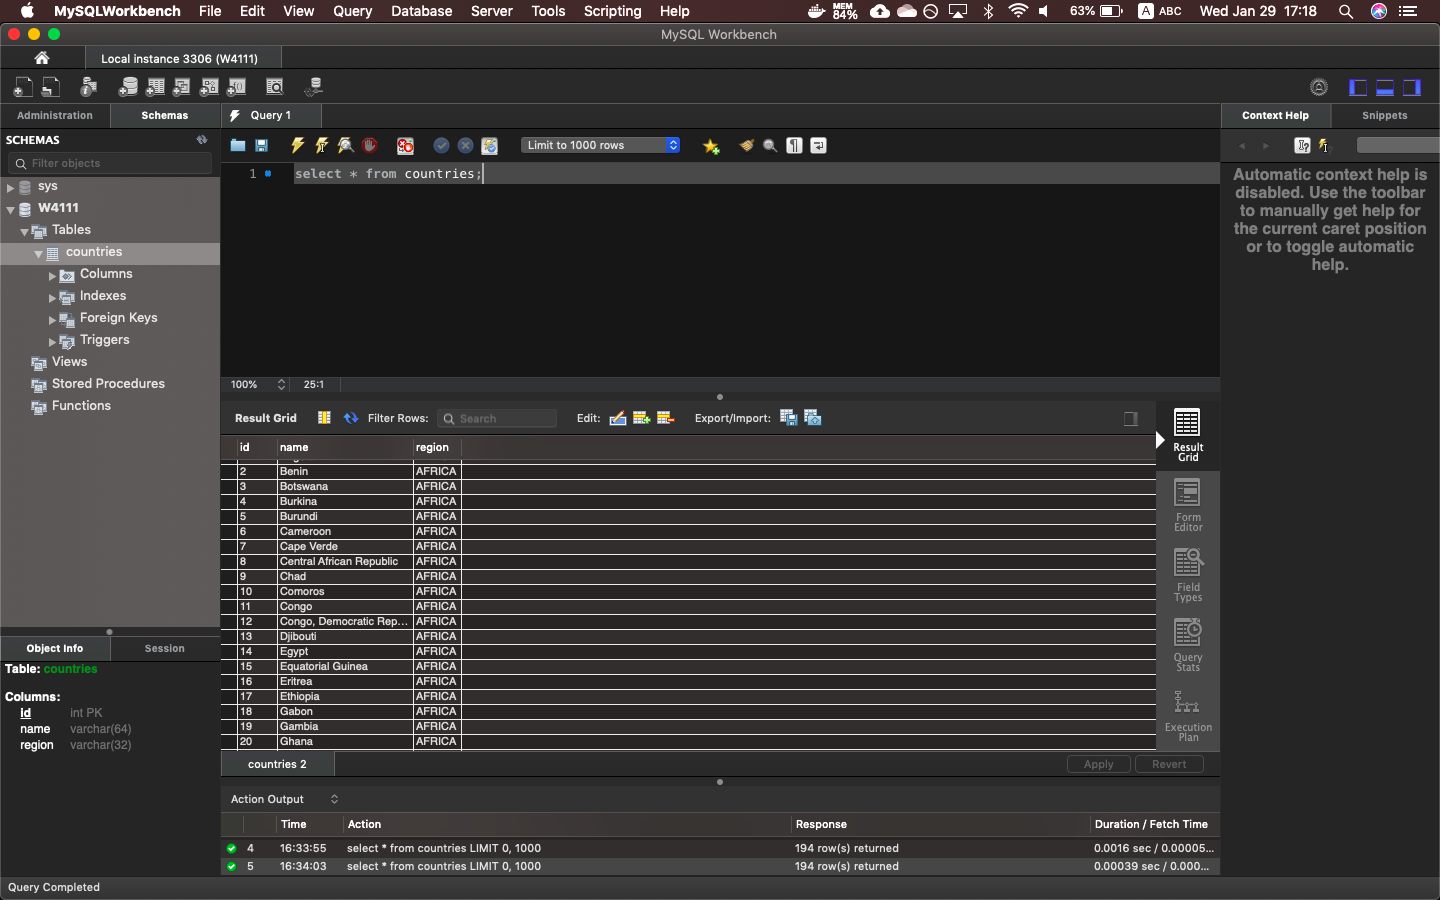 MySQLWorkbench File Edit View Query Database Server Tools Scripting Help MEM 84% 63% A ABC Wed Jan 29 17:18
MySQL Workbench
Local instance 3306 (W4111)
Administration Schemas Query 1 Context Help Snippets
SCHEMAS
Filter objects
sys
W4111
Tables
countries
Columns
Indexes
Foreign Keys
Triggers
Views
Stored Procedures
Functions
Object Info Session
Table: countries
Columns:
id int PK
name varchar(64)
region varchar(32)
Limit to 1000 rows
1 select * from countries;
100% 25:1
Automatic context help is
disabled. Use the toolbar
to manually get help for
the current caret position
or to toggle automatic
help.
Result Grid Filter Rows: Search Edit: Export/Import:
id name region
2 Benin AFRICA
3 Botswana AFRICA
4 Burkina AFRICA
5 Burundi AFRICA
6 Cameroon AFRICA
7 Cape Verde AFRICA
8 Central African Republic AFRICA
9 Chad AFRICA
10 Comoros AFRICA
11 Congo AFRICA
12 Congo, Democratic Rep... AFRICA
13 Djibouti AFRICA
14 Egypt AFRICA
15 Equatorial Guinea AFRICA
16 Eritrea AFRICA
17 Ethiopia AFRICA
18 Gabon AFRICA
19 Gambia AFRICA
20 Ghana AFRICA
Result
Grid
Form
Editor
Field
Types
Query
Stats
Execution
Plan
countries 2 Apply Revert
Action Output
Time Action Response Duration / Fetch Time
4 16:33:55 select * from countries LIMIT 0, 1000 194 row(s) returned 0.0016 sec / 0.00005...
5 16:34:03 select * from countries LIMIT 0, 1000 194 row(s) returned 0.00039 sec / 0.000...
Query Completed